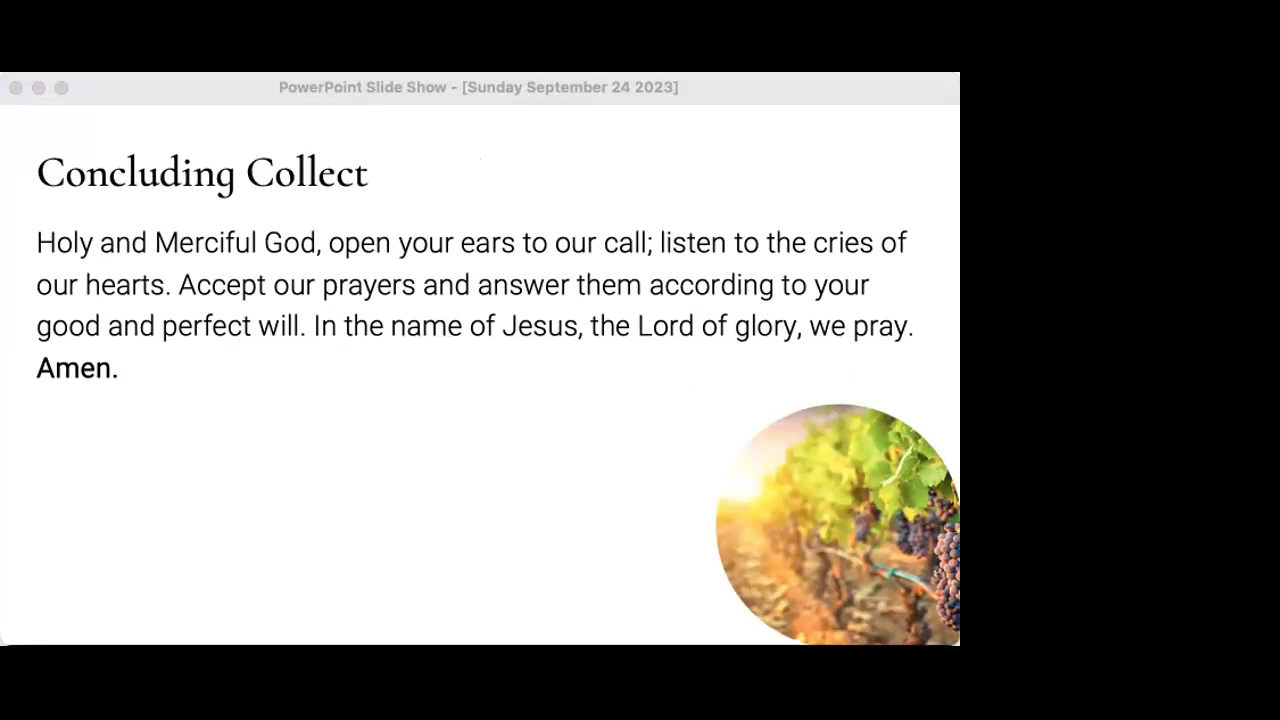 PowerPoint Slide Show - [Sunday September 24 2023]
Concluding Collect
Holy and Merciful God, open your ears to our call; listen to the cries of
our hearts. Accept our prayers and answer them according to your
good and perfect will. In the name of Jesus, the Lord of glory, we pray.
Amen.